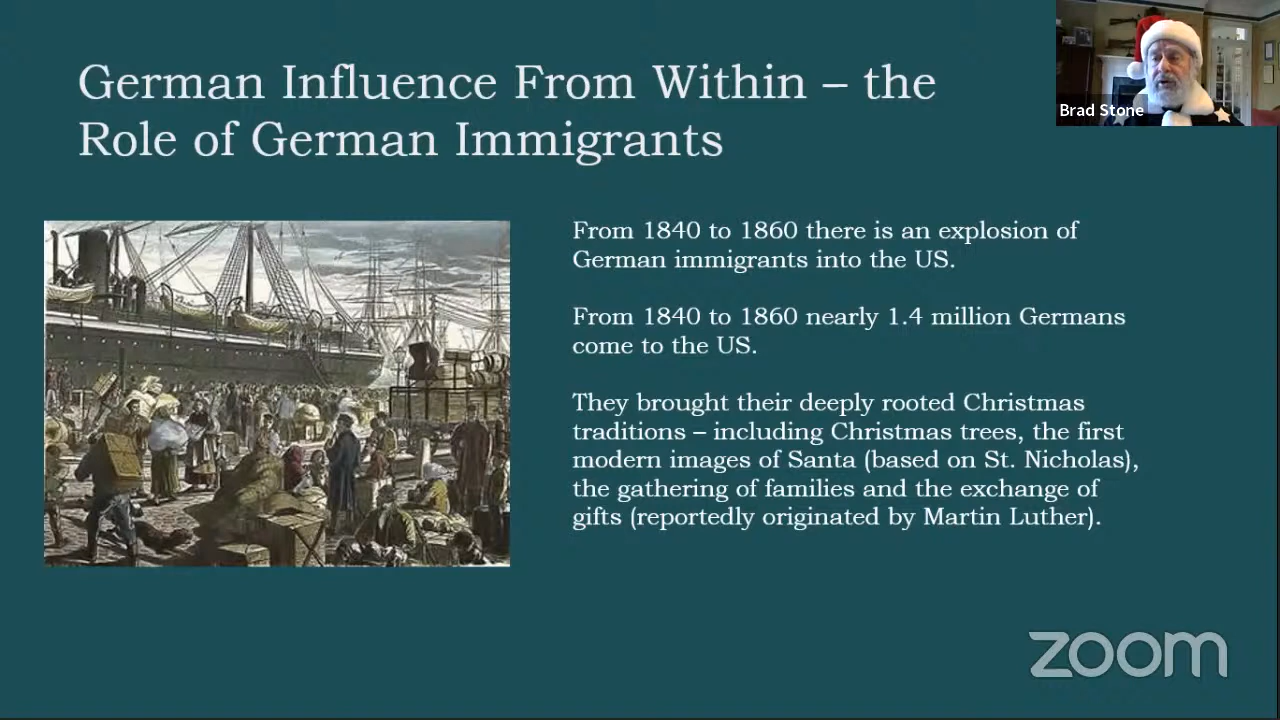 German Influence From Within – the
Role of German Immigrants
Brad Stone
From 1840 to 1860 there is an explosion of
German immigrants into the US.
From 1840 to 1860 nearly 1.4 million Germans
come to the US.
They brought their deeply rooted Christmas
traditions – including Christmas trees, the first
modern images of Santa (based on St. Nicholas),
the gathering of families and the exchange of
gifts (reportedly originated by Martin Luther).
zoom